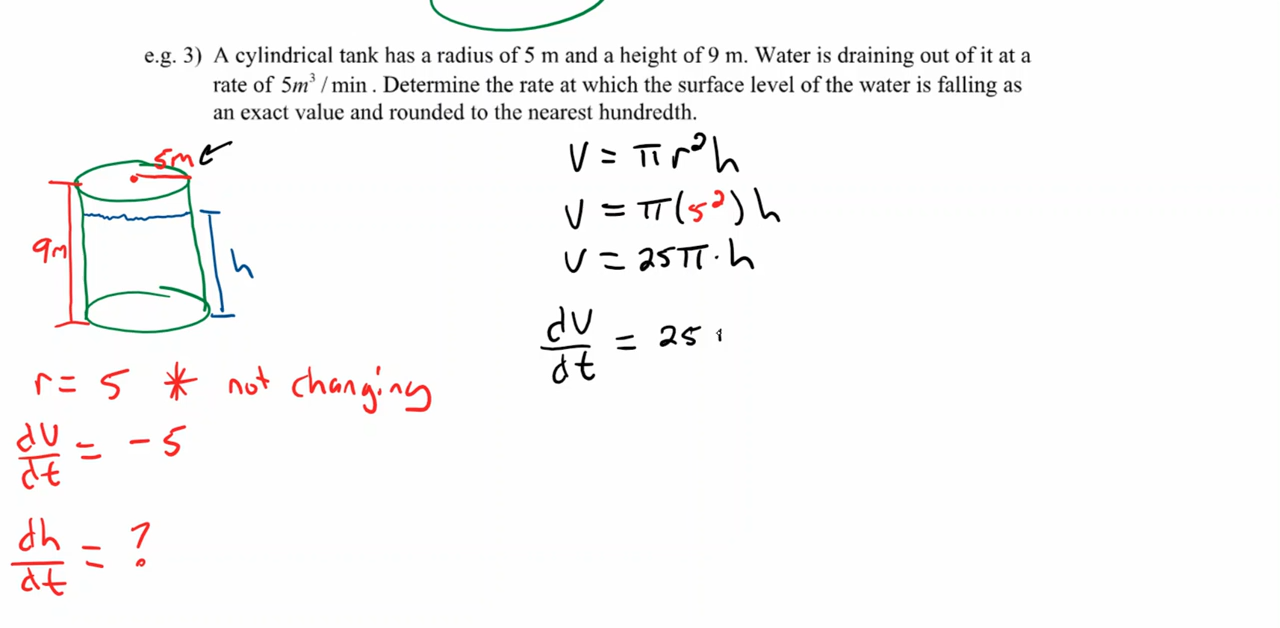 e.g. 3) A cylindrical tank has a radius of 5 m and a height of 9 m. Water is draining out of it at a
rate of 5m³ / min . Determine the rate at which the surface level of the water is falling as
an exact value and rounded to the nearest hundredth.
5m
9m
h
r = 5 * not changing
dV/dt = -5
dh/dt = ?
V = πr²h
V = π(5²)h
V = 25π·h
dV/dt = 25